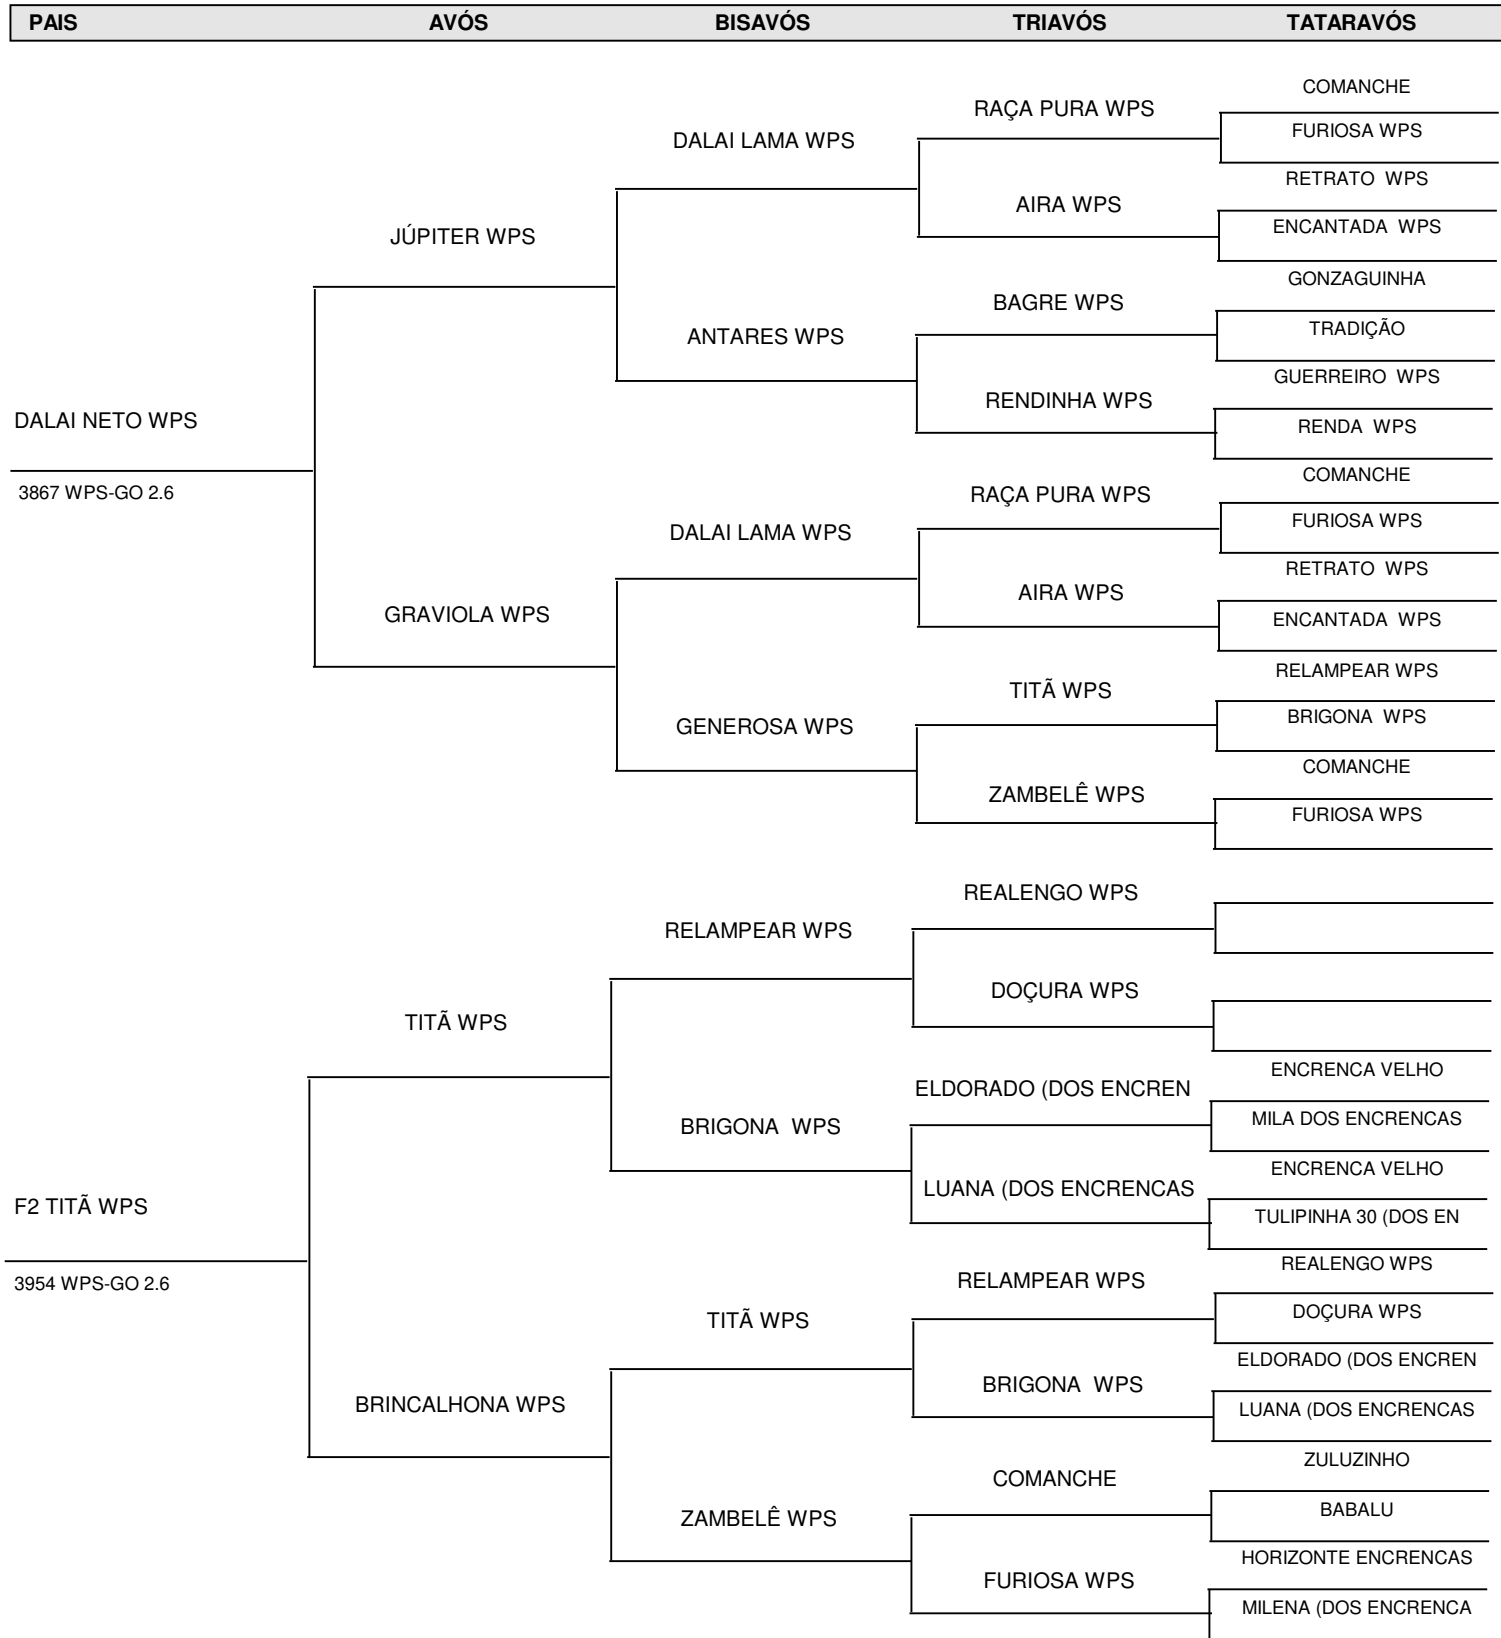 PAIS AVÓS BISAVÓS TRIAVÓS TATARAVÓS
COMANCHE
RAÇA PURA WPS
FURIOSA WPS
DALAI LAMA WPS
RETRATO WPS
AIRA WPS
ENCANTADA WPS
JÚPITER WPS
GONZAGUINHA
BAGRE WPS
TRADIÇÃO
ANTARES WPS
GUERREIRO WPS
RENDINHA WPS
RENDA WPS
DALAI NETO WPS
3867 WPS-GO 2.6
COMANCHE
RAÇA PURA WPS
FURIOSA WPS
DALAI LAMA WPS
RETRATO WPS
AIRA WPS
ENCANTADA WPS
GRAVIOLA WPS
RELAMPEAR WPS
TITÃ WPS
BRIGONA WPS
GENEROSA WPS
COMANCHE
ZAMBELÊ WPS
FURIOSA WPS
REALENGO WPS
RELAMPEAR WPS
DOÇURA WPS
TITÃ WPS
ENCRENCA VELHO
ELDORADO (DOS ENCREN
MILA DOS ENCRENCAS
BRIGONA WPS
ENCRENCA VELHO
LUANA (DOS ENCRENCAS
TULIPINHA 30 (DOS EN
F2 TITÃ WPS
3954 WPS-GO 2.6
REALENGO WPS
RELAMPEAR WPS
DOÇURA WPS
TITÃ WPS
ELDORADO (DOS ENCREN
BRIGONA WPS
LUANA (DOS ENCRENCAS
BRINCALHONA WPS
ZULUZINHO
COMANCHE
BABALU
ZAMBELÊ WPS
HORIZONTE ENCRENCAS
FURIOSA WPS
MILENA (DOS ENCRENCA